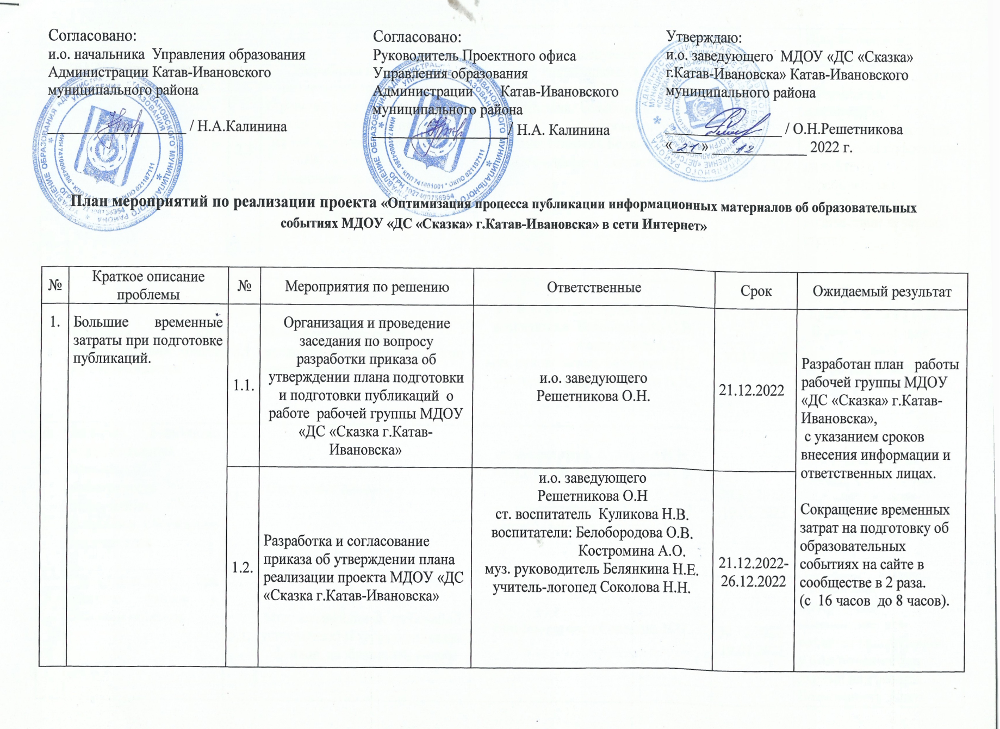 Согласовано:
и.о. начальника Управления образования
Администрации Катав-Ивановского
муниципального района
/ Н.А.Калинина
Согласовано:
Руководитель Проектного офиса
Управления образования
Администрации Катав-Ивановского
муниципального района
/ Н.А. Калинина
Утверждаю:
и.о. заведующего МДОУ «ДС «Сказка»
г.Катав-Ивановска» Катав-Ивановского
муниципального района
/ О.Н.Решетникова
« 21 » 12 2022 г.
План мероприятий по реализации проекта «Оптимизация процесса публикации информационных материалов об образовательных
событиях МДОУ «ДС «Сказка» г.Катав-Ивановска» в сети Интернет»
№
Краткое описание
проблемы
№
Мероприятия по решению
Ответственные
Срок
Ожидаемый результат
1.
Большие временные
затраты при подготовке
публикаций.
1.1.
Организация и проведение
заседания по вопросу
разработки приказа об
утверждении плана подготовки
и подготовки публикаций о
работе рабочей группы МДОУ
«ДС «Сказка г.Катав-
Ивановска»
и.о. заведующего
Решетникова О.Н.
21.12.2022
Разработан план работы
рабочей группы МДОУ
«ДС «Сказка» г.Катав-
Ивановска»,
с указанием сроков
внесения информации и
ответственных лицах.
Сокращение временных
затрат на подготовку об
образовательных
событиях на сайте в
сообществе в 2 раза.
(с 16 часов до 8 часов).
1.2.
Разработка и согласование
приказа об утверждении плана
реализации проекта МДОУ «ДС
«Сказка г.Катав-Ивановска»
и.о. заведующего
Решетникова О.Н
ст. воспитатель Куликова Н.В.
воспитатели: Белобородова О.В.
Костромина А.О.
муз. руководитель Белянкина Н.Е.
учитель-логопед Соколова Н.Н.
21.12.2022-
26.12.2022